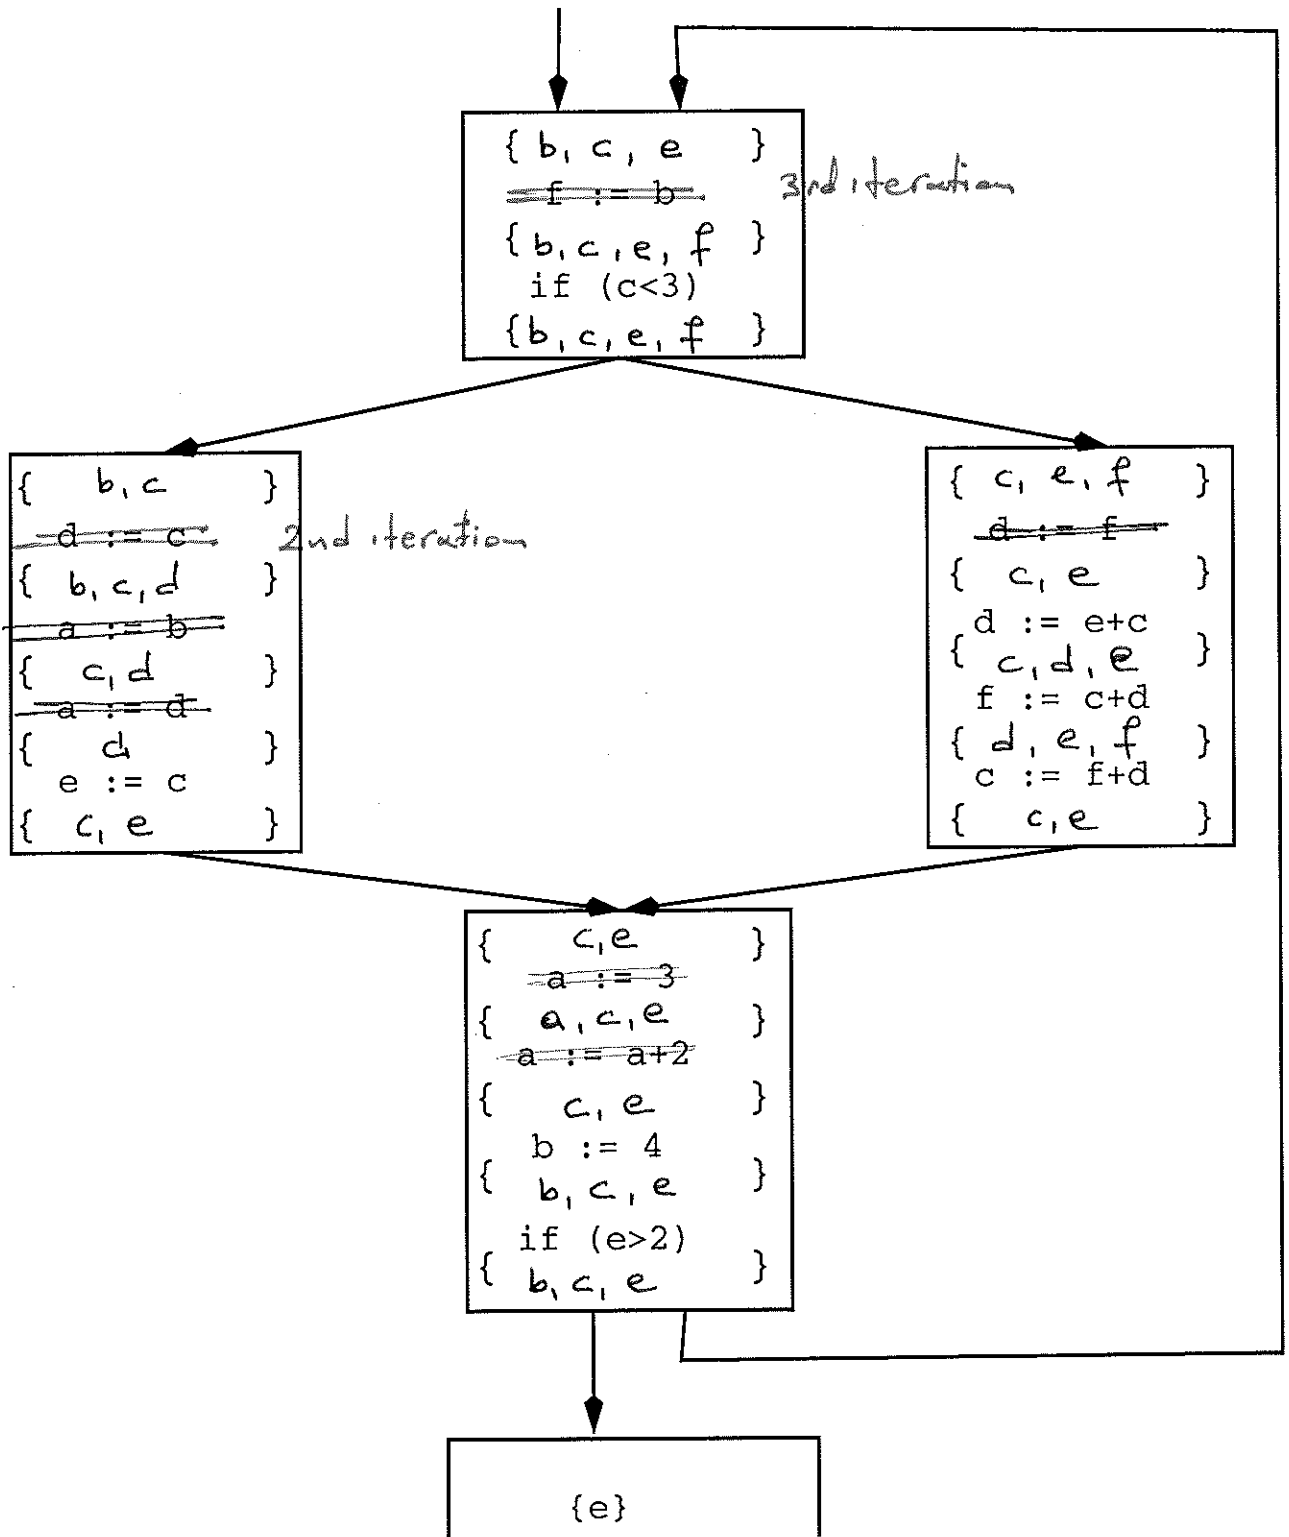 { b, c, e }
f := b
3rd iteration
{ b, c, e, f }
if (c<3)
{ b, c, e, f }
{ b, c }
d := c
2nd iteration
{ b, c, d }
a := b
{ c, d }
a := d
{ d }
e := c
{ c, e }
{ c, e, f }
d := f
{ c, e }
d := e+c
{ c, d, e }
f := c+d
{ d, e, f }
c := f+d
{ c, e }
{ c, e }
a := 3
{ a, c, e }
a := a+2
{ c, e }
b := 4
{ b, c, e }
if (e>2)
{ b, c, e }
{e}